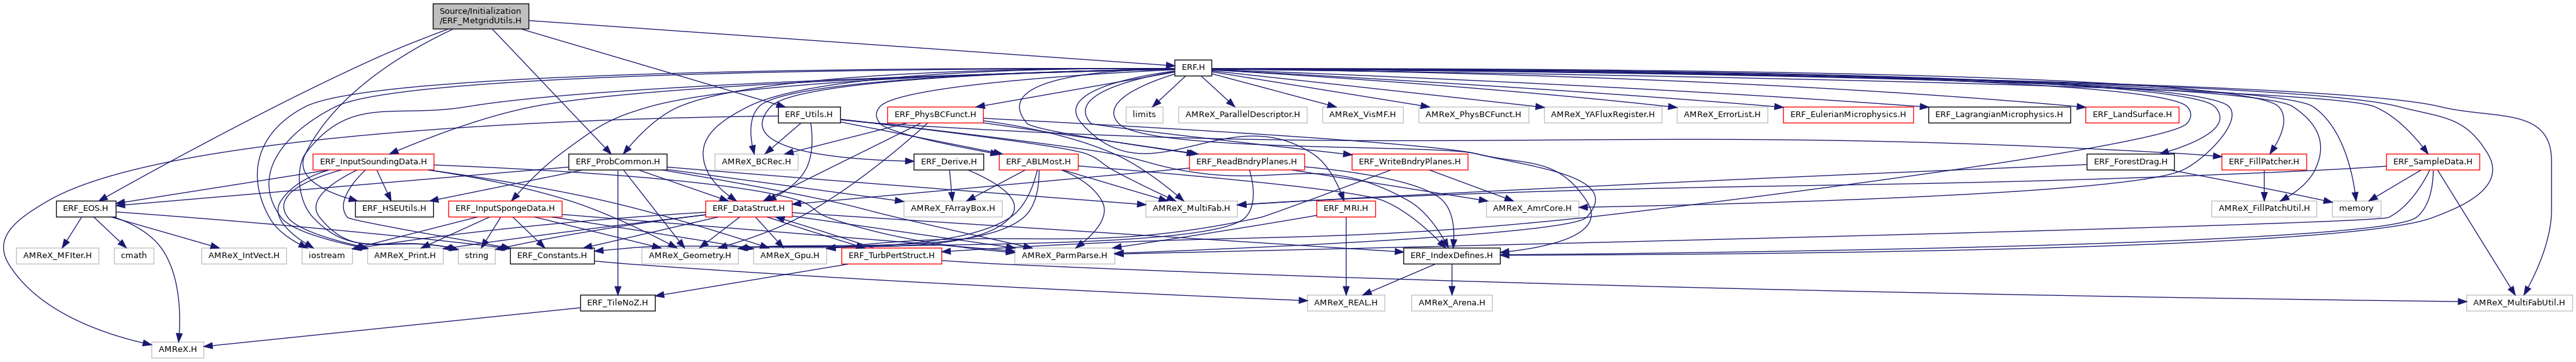 Source/Initialization
/ERF_MetgridUtils.H
ERF.H
ERF_Utils.H
ERF_PhysBCFunct.H
limits
AMReX_ParallelDescriptor.H
AMReX_VisMF.H
AMReX_PhysBCFunct.H
AMReX_YAFluxRegister.H
AMReX_ErrorList.H
ERF_EulerianMicrophysics.H
ERF_LagrangianMicrophysics.H
ERF_LandSurface.H
ERF_InputSoundingData.H
ERF_ProbCommon.H
AMReX_BCRec.H
ERF_Derive.H
ERF_ABLMost.H
ERF_ReadBndryPlanes.H
ERF_WriteBndryPlanes.H
ERF_ForestDrag.H
ERF_FillPatcher.H
ERF_SampleData.H
ERF_EOS.H
ERF_HSEUtils.H
ERF_InputSpongeData.H
ERF_DataStruct.H
AMReX_FArrayBox.H
AMReX_MultiFab.H
ERF_MRI.H
AMReX_AmrCore.H
AMReX_FillPatchUtil.H
memory
AMReX_MFIter.H
cmath
AMReX_IntVect.H
iostream
AMReX_Print.H
string
ERF_Constants.H
AMReX_Geometry.H
AMReX_Gpu.H
ERF_TurbPertStruct.H
AMReX_ParmParse.H
ERF_IndexDefines.H
ERF_TileNoZ.H
AMReX_REAL.H
AMReX_Arena.H
AMReX_MultiFabUtil.H
AMReX.H